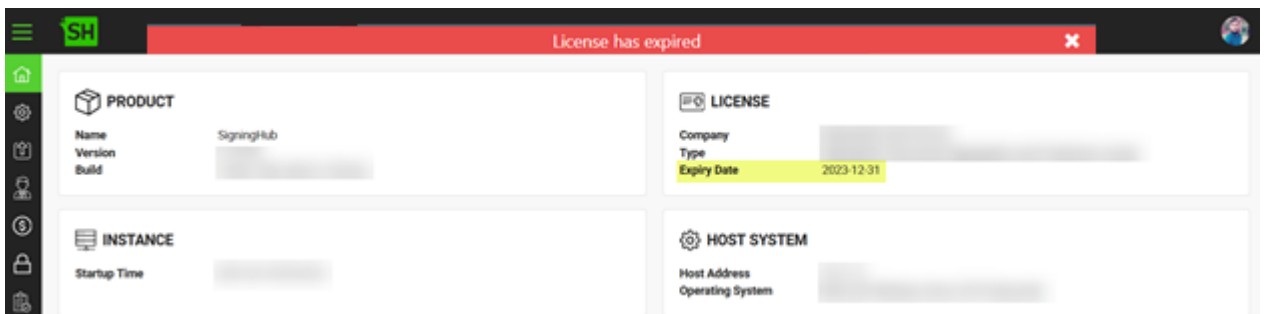 SH
License has expired
PRODUCT
Name SigningHub
Version
Build
LICENSE
Company
Type
Expiry Date 2023-12-31
INSTANCE
Startup Time
HOST SYSTEM
Host Address
Operating System